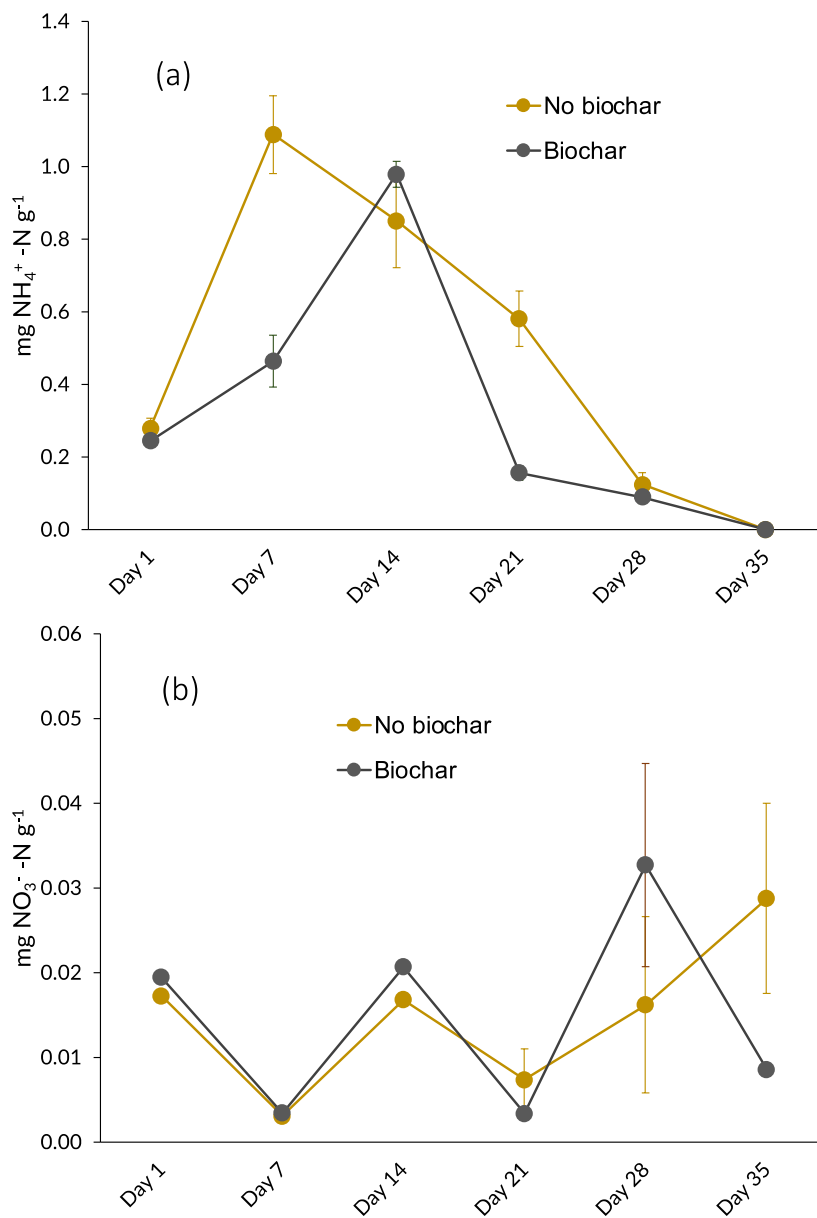 (a)
No biochar
Biochar
mg NH₄⁺ -N g⁻¹
1.4
1.2
1.0
0.8
0.6
0.4
0.2
0.0
Day 1
Day 7
Day 14
Day 21
Day 28
Day 35
(b)
No biochar
Biochar
mg NO₃⁻ -N g⁻¹
0.06
0.05
0.04
0.03
0.02
0.01
0.00
Day 1
Day 7
Day 14
Day 21
Day 28
Day 35